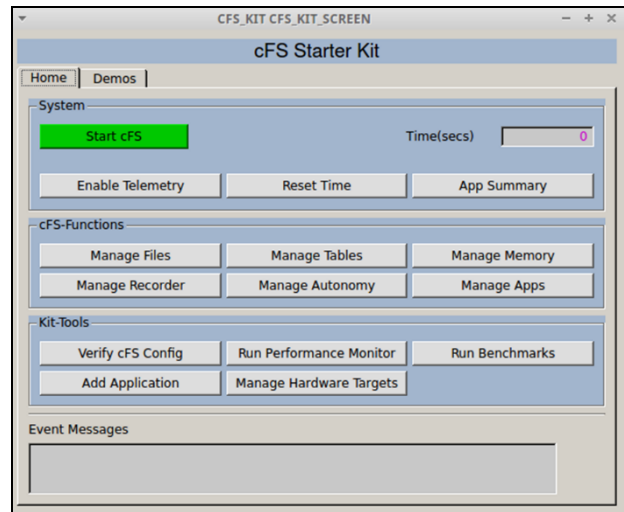 CFS_KIT CFS_KIT_SCREEN
cFS Starter Kit
Home Demos
System
Start cFS Time(secs) 0
Enable Telemetry Reset Time App Summary
cFS-Functions
Manage Files Manage Tables Manage Memory
Manage Recorder Manage Autonomy Manage Apps
Kit-Tools
Verify cFS Config Run Performance Monitor Run Benchmarks
Add Application Manage Hardware Targets
Event Messages